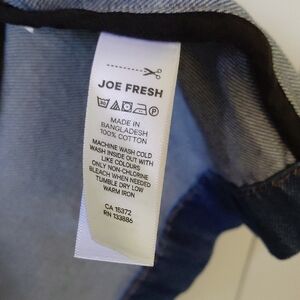 JOE FRESH
MADE IN
BANGLADESH
100% COTTON
MACHINE WASH COLD
WASH INSIDE OUT WITH
LIKE COLOURS
ONLY NON-CHLORINE
BLEACH WHEN NEEDED
TUMBLE DRY LOW
WARM IRON
CA 15372
RN 133886